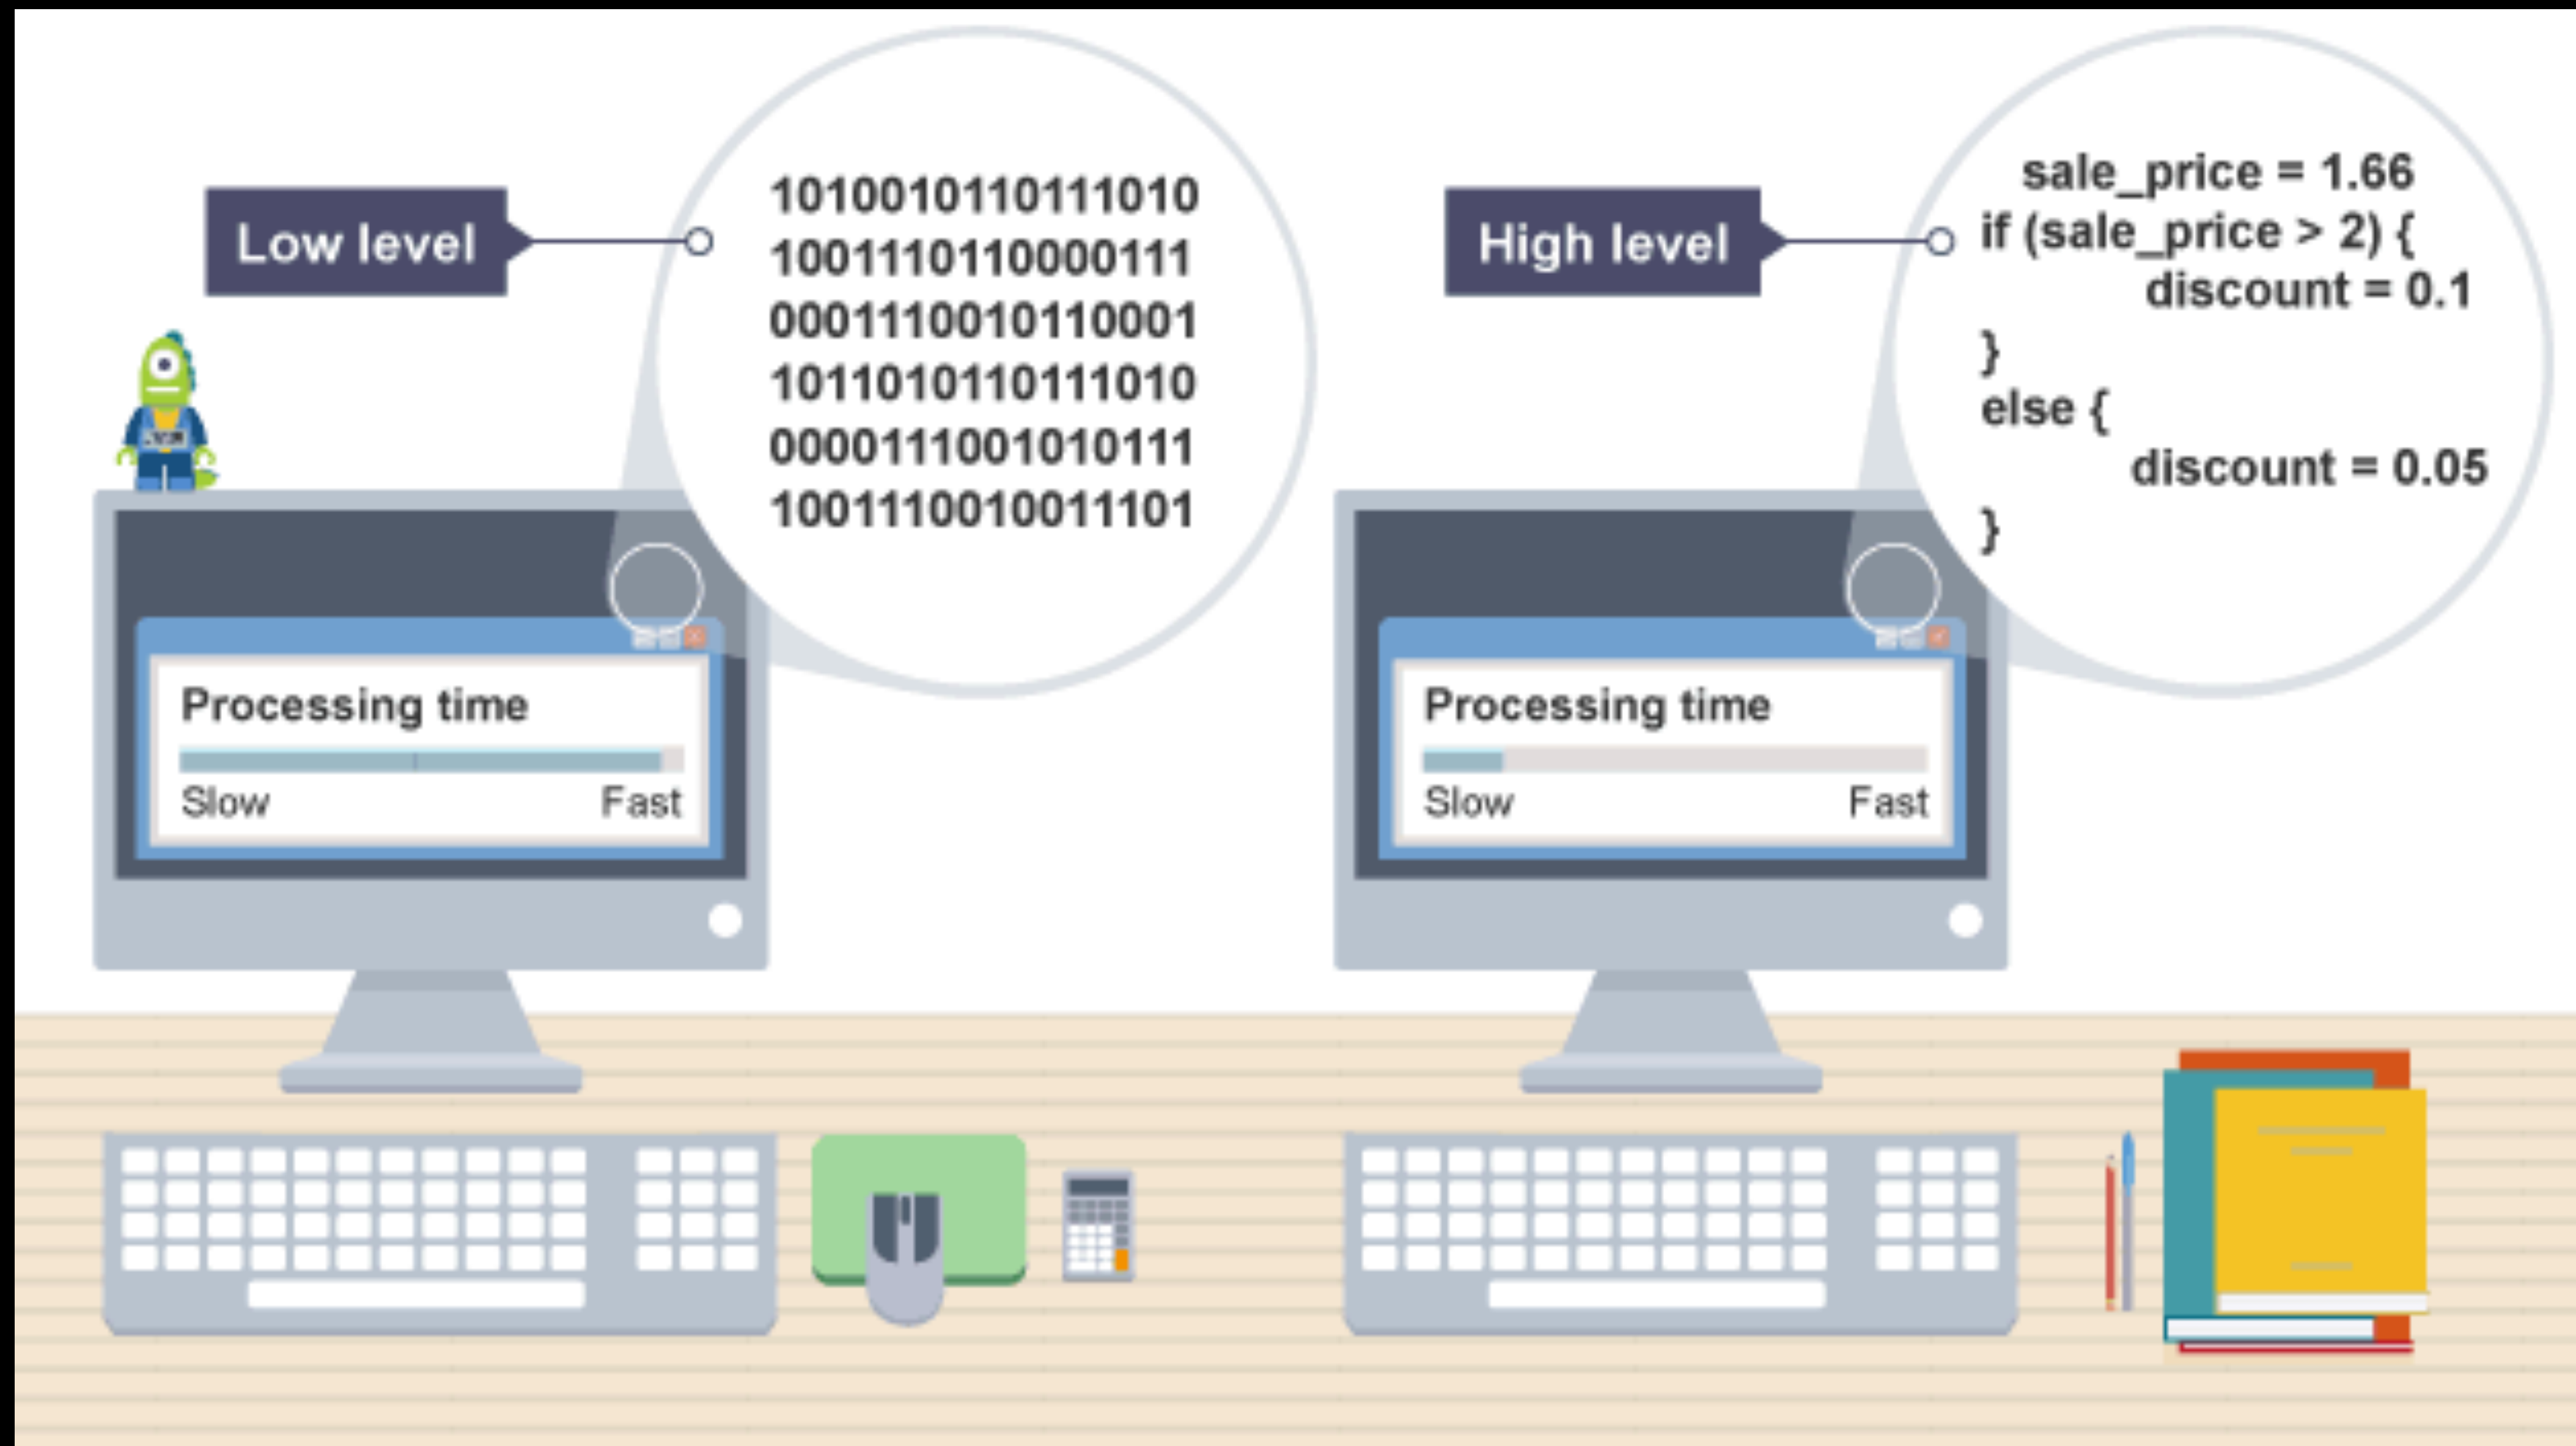 Low level
1010010110111010
1001110110000111
0001110010110001
1011010110111010
0000111001010111
1001110010011101
Processing time
Slow Fast
High level
sale_price = 1.66
if (sale_price > 2) {
discount = 0.1
}
else {
discount = 0.05
}
Processing time
Slow Fast